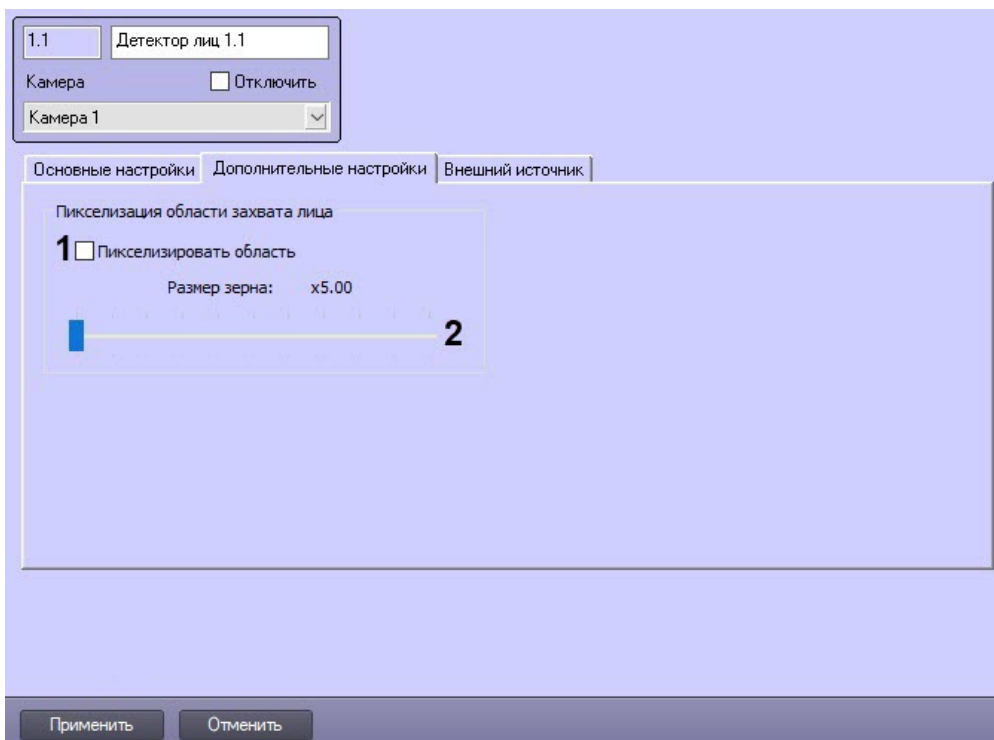 1.1 Детектор лиц 1.1
Камера Отключить
Камера 1
Основные настройки Дополнительные настройки Внешний источник
Пикселизация области захвата лица
1 Пикселизировать область
Размер зерна: x5.00
2
Применить Отменить